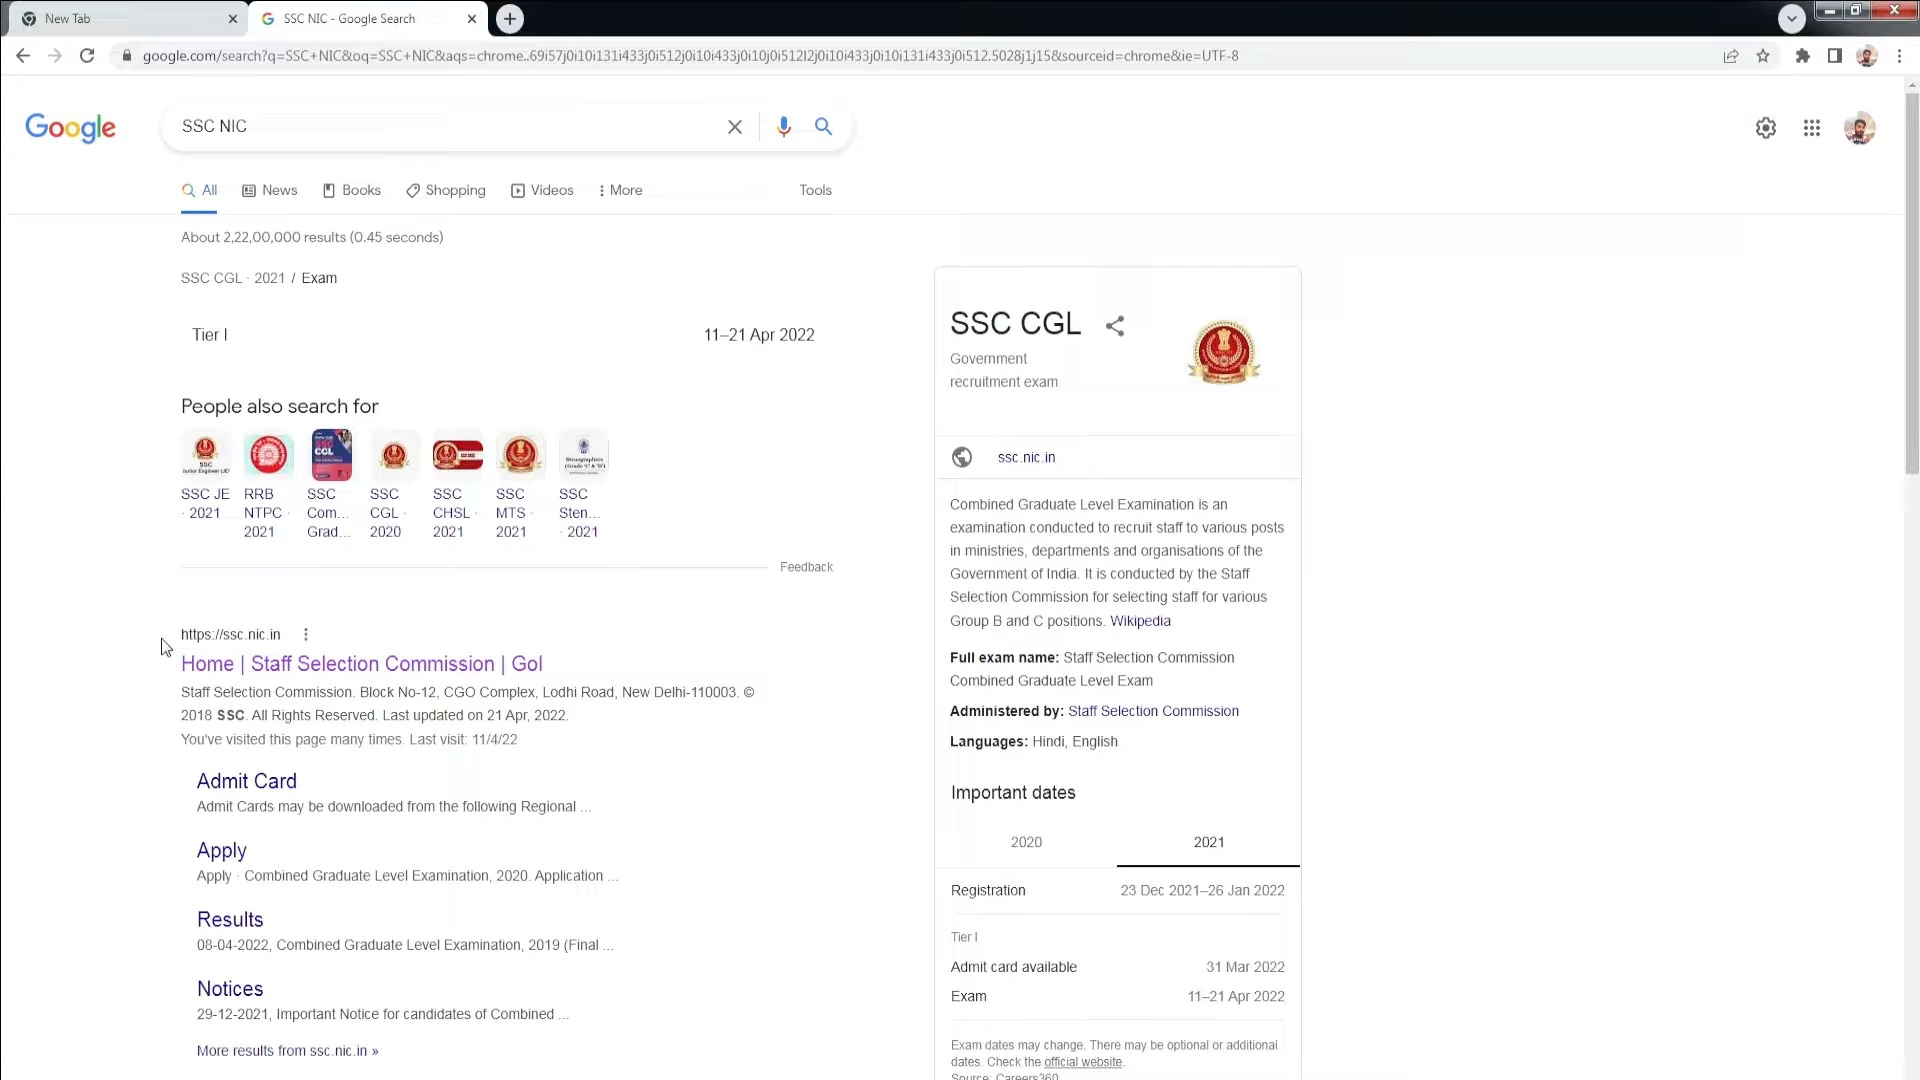 New Tab
SSC NIC - Google Search
google.com/search?q=SSC+NIC&oq=SSC+NIC&aqs=chrome..69i57j0i10i131i433j0i512j0i10i433j0i10j0i512l2j0i10i433j0i10i131i433j0i512.5028j1j15&sourceid=chrome&ie=UTF-8
Google
SSC NIC
All
News
Books
Shopping
Videos
More
Tools
About 2,22,00,000 results (0.45 seconds)
SSC CGL · 2021 / Exam
Tier I
11–21 Apr 2022
People also search for
SSC JE · 2021
RRB NTPC · 2021
SSC Com... Grad...
SSC CGL · 2020
SSC CHSL · 2021
SSC MTS · 2021
SSC Sten... · 2021
Feedback
https://ssc.nic.in
Home | Staff Selection Commission | GoI
Staff Selection Commission. Block No-12, CGO Complex, Lodhi Road, New Delhi-110003. ©
2018 SSC. All Rights Reserved. Last updated on 21 Apr, 2022.
You've visited this page many times. Last visit: 11/4/22
Admit Card
Admit Cards may be downloaded from the following Regional ...
Apply
Apply · Combined Graduate Level Examination, 2020. Application ...
Results
08-04-2022, Combined Graduate Level Examination, 2019 (Final ...
Notices
29-12-2021, Important Notice for candidates of Combined ...
More results from ssc.nic.in »
SSC CGL
Government
recruitment exam
ssc.nic.in
Combined Graduate Level Examination is an
examination conducted to recruit staff to various posts
in ministries, departments and organisations of the
Government of India. It is conducted by the Staff
Selection Commission for selecting staff for various
Group B and C positions. Wikipedia
Full exam name: Staff Selection Commission
Combined Graduate Level Exam
Administered by: Staff Selection Commission
Languages: Hindi, English
Important dates
2020
2021
Registration
23 Dec 2021–26 Jan 2022
Tier I
Admit card available
31 Mar 2022
Exam
11–21 Apr 2022
Exam dates may change. There may be optional or additional
dates. Check the official website.
Source: Careers360